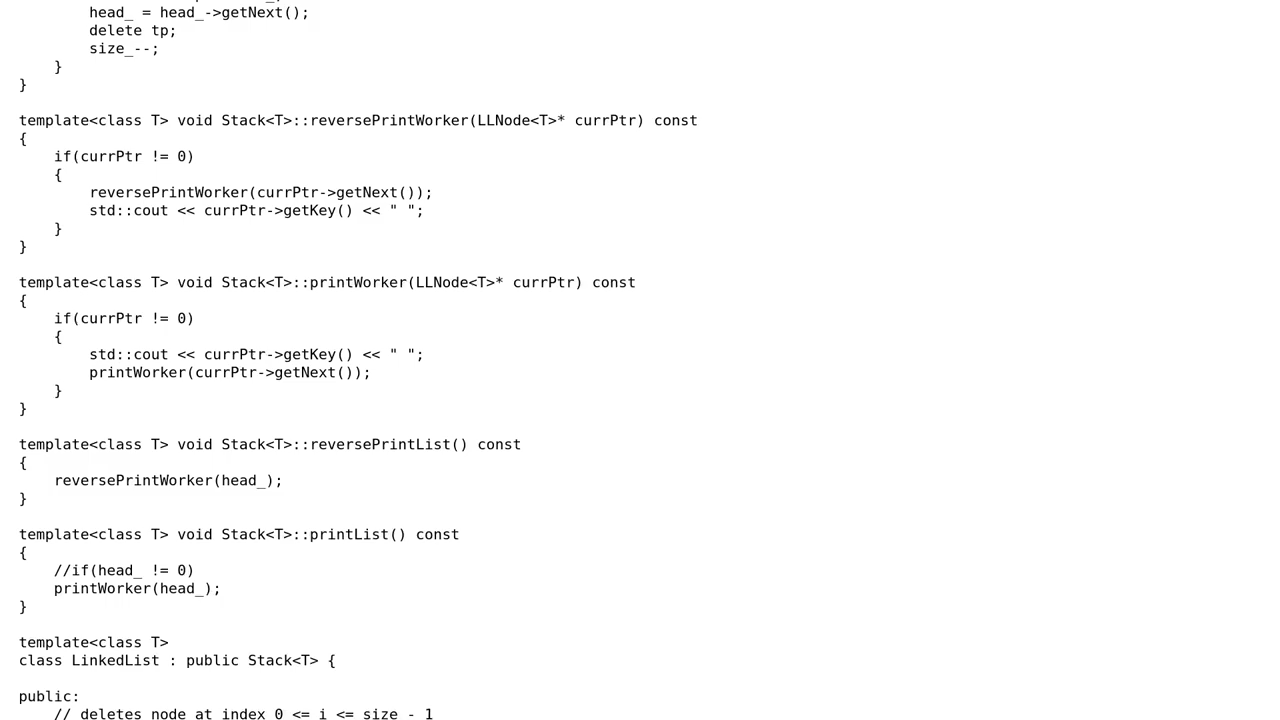 head_ = head_->getNext();
delete tp;
size_--;
}
}
template<class T> void Stack<T>::reversePrintWorker(LLNode<T>* currPtr) const
{
if(currPtr != 0)
{
reversePrintWorker(currPtr->getNext());
std::cout << currPtr->getKey() << " ";
}
}
template<class T> void Stack<T>::printWorker(LLNode<T>* currPtr) const
{
if(currPtr != 0)
{
std::cout << currPtr->getKey() << " ";
printWorker(currPtr->getNext());
}
}
template<class T> void Stack<T>::reversePrintList() const
{
reversePrintWorker(head_);
}
template<class T> void Stack<T>::printList() const
{
//if(head_ != 0)
printWorker(head_);
}
template<class T>
class LinkedList : public Stack<T> {
public:
// deletes node at index 0 <= i <= size - 1